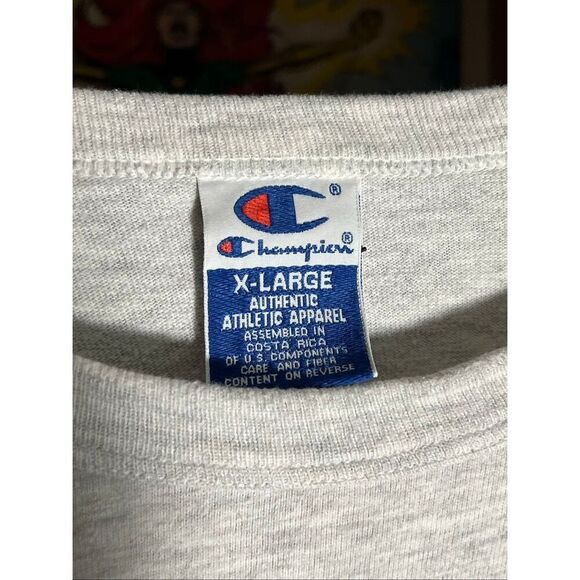 ®
Champion®
X-LARGE
AUTHENTIC
ATHLETIC APPAREL
ASSEMBLED IN
COSTA RICA
OF U.S. COMPONENTS
CARE AND FIBER
CONTENT ON REVERSE